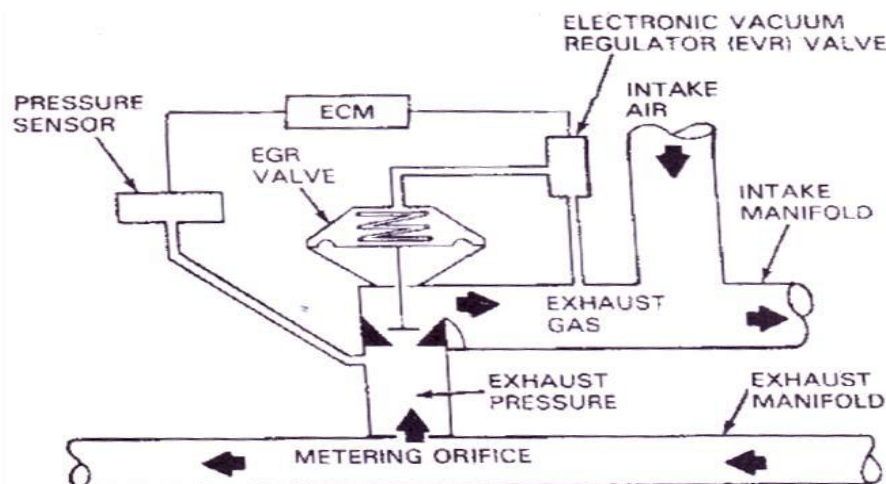 ELECTRONIC VACUUM
REGULATOR (EVR) VALVE
PRESSURE
SENSOR
ECM
INTAKE
AIR
EGR
VALVE
INTAKE
MANIFOLD
EXHAUST
GAS
EXHAUST
PRESSURE
EXHAUST
MANIFOLD
METERING ORIFICE